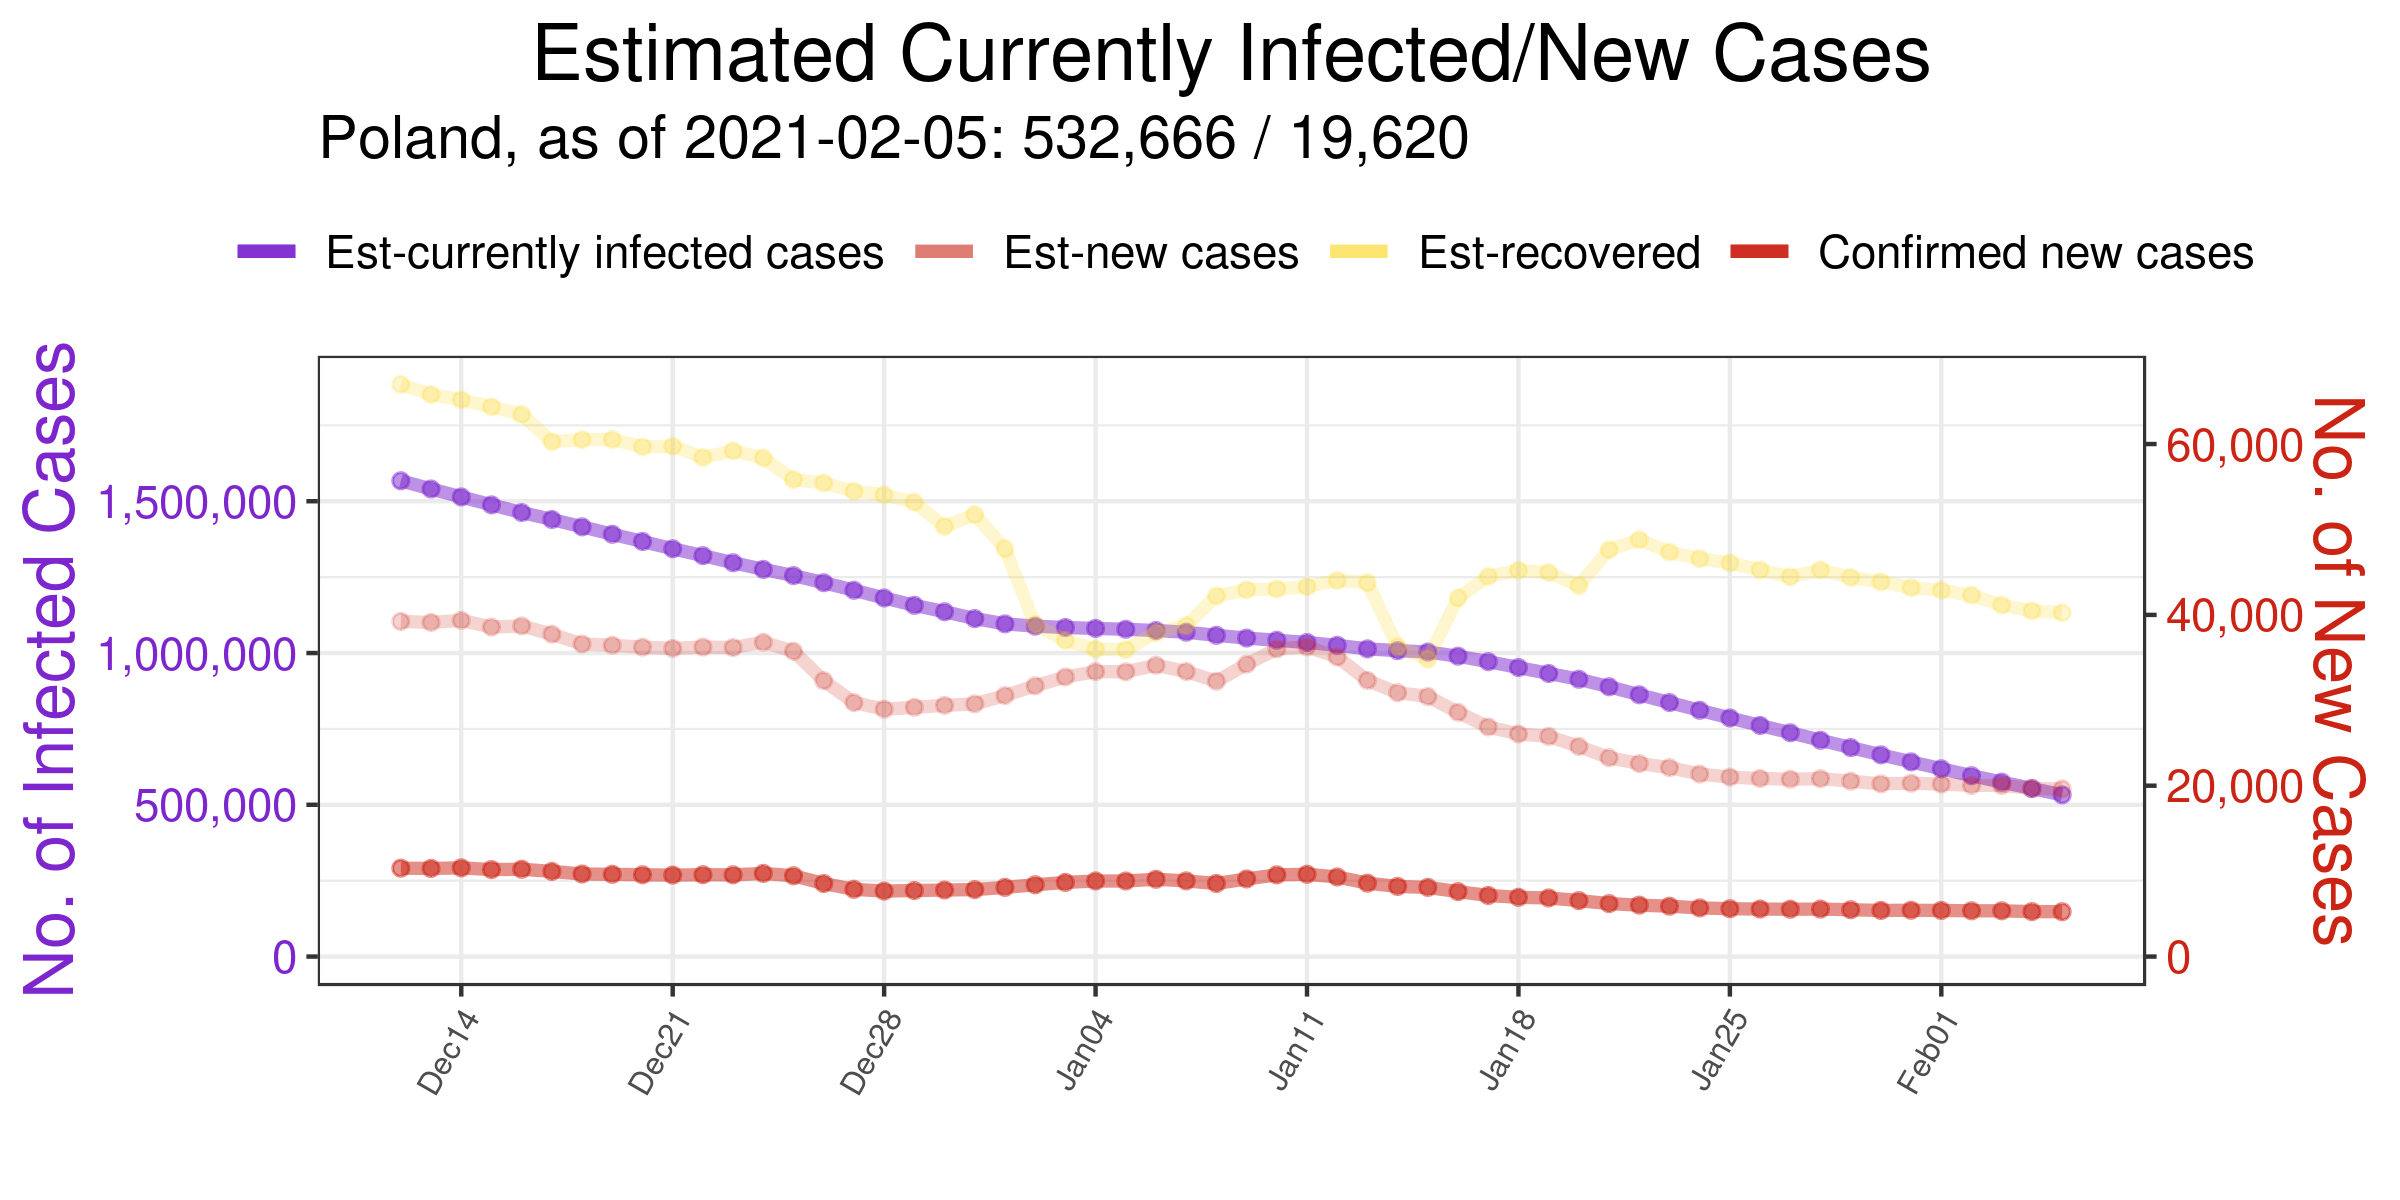 Estimated Currently Infected/New Cases
Poland, as of 2021-02-05: 532,666 / 19,620
Est-currently infected cases Est-new cases Est-recovered Confirmed new cases
No. of Infected Cases
1,500,000
1,000,000
500,000
0
60,000
40,000
20,000
0
No. of New Cases
Dec14 Dec21 Dec28 Jan04 Jan11 Jan18 Jan25 Feb01